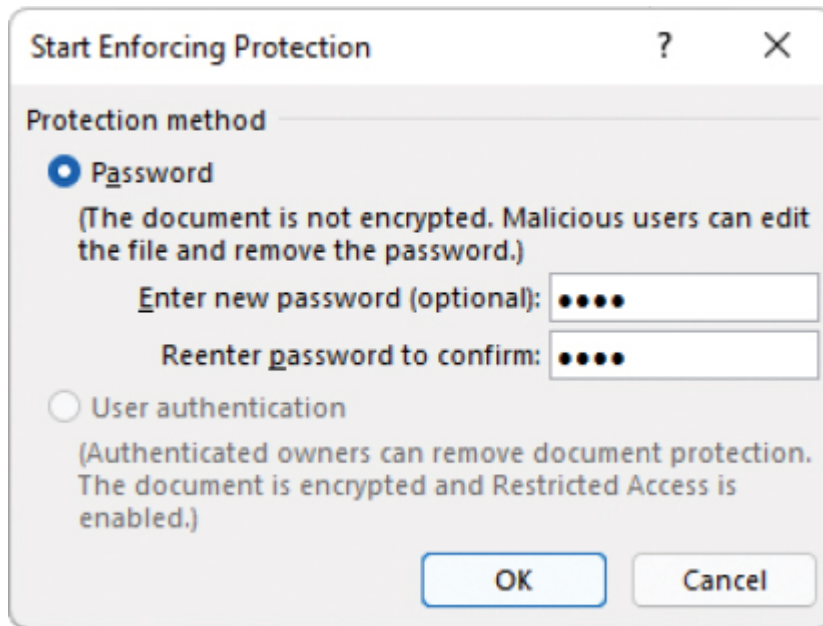 Start Enforcing Protection ? ×
Protection method
Password
(The document is not encrypted. Malicious users can edit
the file and remove the password.)
Enter new password (optional): ••••
Reenter password to confirm: ••••
User authentication
(Authenticated owners can remove document protection.
The document is encrypted and Restricted Access is
enabled.)
OK Cancel